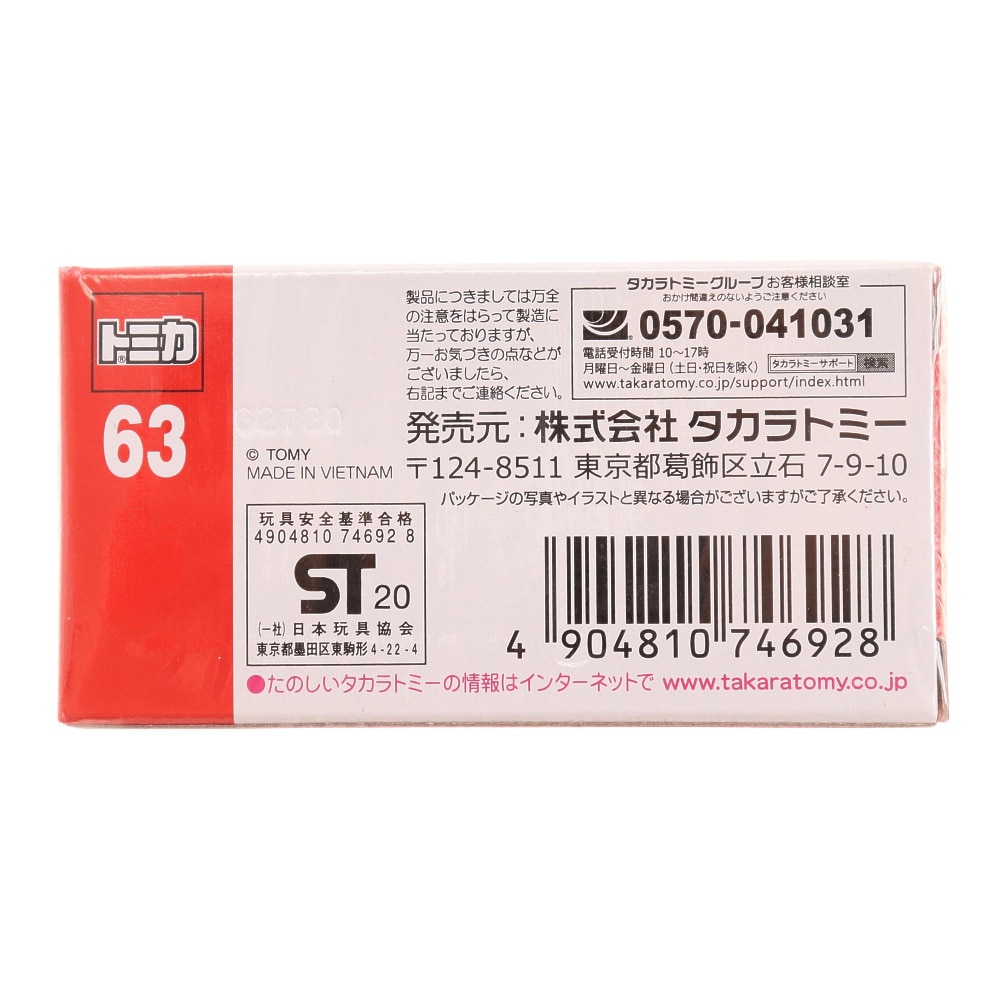 トミカ®
63
© TOMY
MADE IN VIETNAM
玩具安全基準合格
4904810 74692 8
ST 20
(一社) 日本玩具協会
東京都墨田区東駒形4-22-4
製品につきましては万全
の注意をはらって製造に
当たっておりますが、
万一お気づきの点などが
ございましたら、
右記までご連絡ください。
タカラトミーグループ お客様相談室
おかけ間違えのないようご注意ください
0570-041031
電話受付時間 10〜17時
月曜日〜金曜日 (土日・祝日を除く) タカラトミーサポート 検索
www.takaratomy.co.jp/support/index.html
発売元:株式会社 タカラトミー
〒124-8511 東京都葛飾区立石 7-9-10
パッケージの写真やイラストと異なる場合がございますがご了承ください。
4 904810 746928
●たのしいタカラトミーの情報はインターネットで www.takaratomy.co.jp